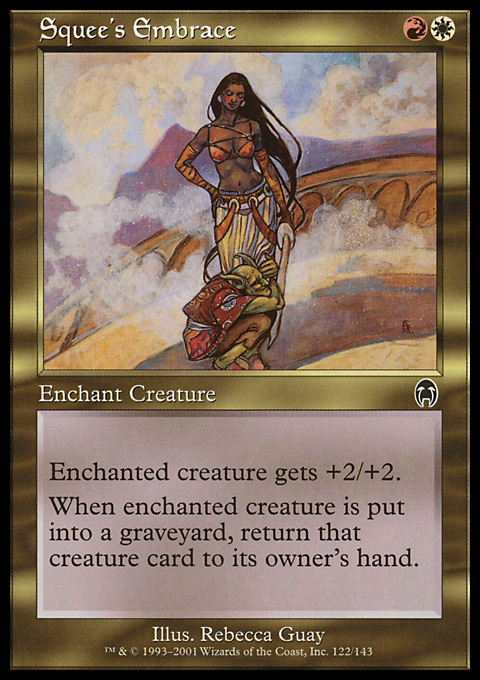 Squee's Embrace
Enchant Creature
Enchanted creature gets +2/+2.
When enchanted creature is put
into a graveyard, return that
creature card to its owner's hand.
Illus. Rebecca Guay
™ & © 1993–2001 Wizards of the Coast, Inc. 122/143